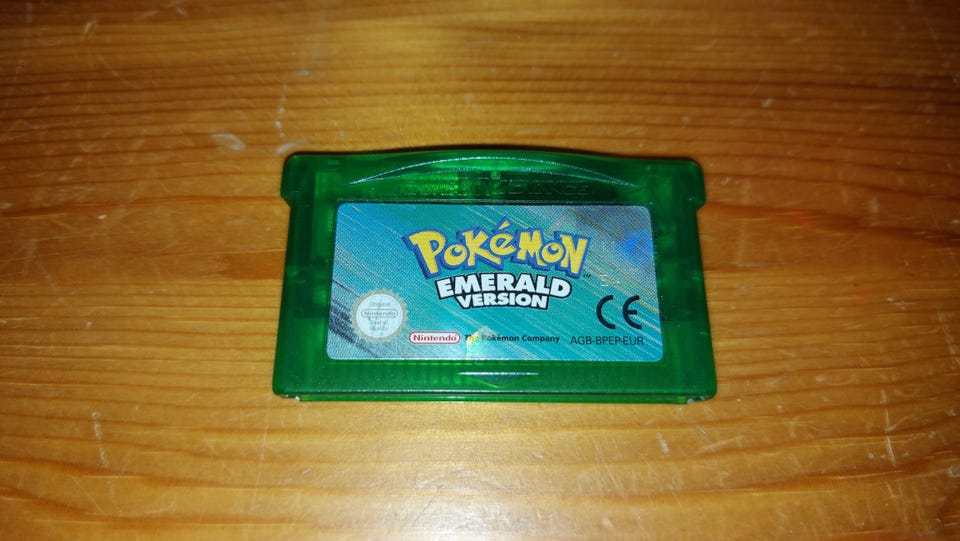 GAME BOY ADVANCE
POKéMON
™
EMERALD
VERSION
Original
Nintendo
Seal of
Quality
CE
Nintendo The Pokémon Company AGB-BPEP-EUR